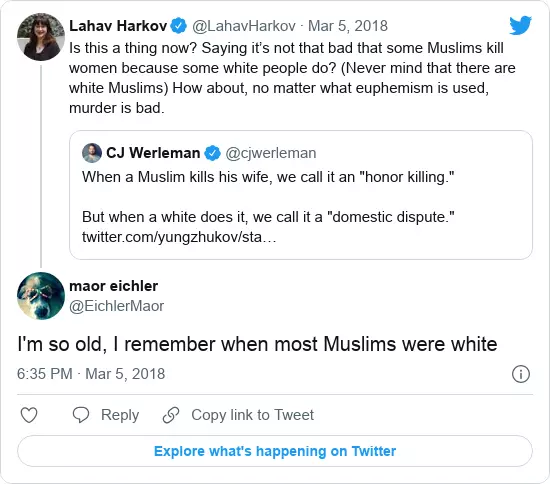 Lahav Harkov @LahavHarkov · Mar 5, 2018
Is this a thing now? Saying it’s not that bad that some Muslims kill
women because some white people do? (Never mind that there are
white Muslims) How about, no matter what euphemism is used,
murder is bad.
CJ Werleman @cjwerleman
When a Muslim kills his wife, we call it an "honor killing."
But when a white does it, we call it a "domestic dispute."
twitter.com/yungzhukov/sta…
maor eichler
@EichlerMaor
I'm so old, I remember when most Muslims were white
6:35 PM · Mar 5, 2018
Reply Copy link to Tweet
Explore what's happening on Twitter